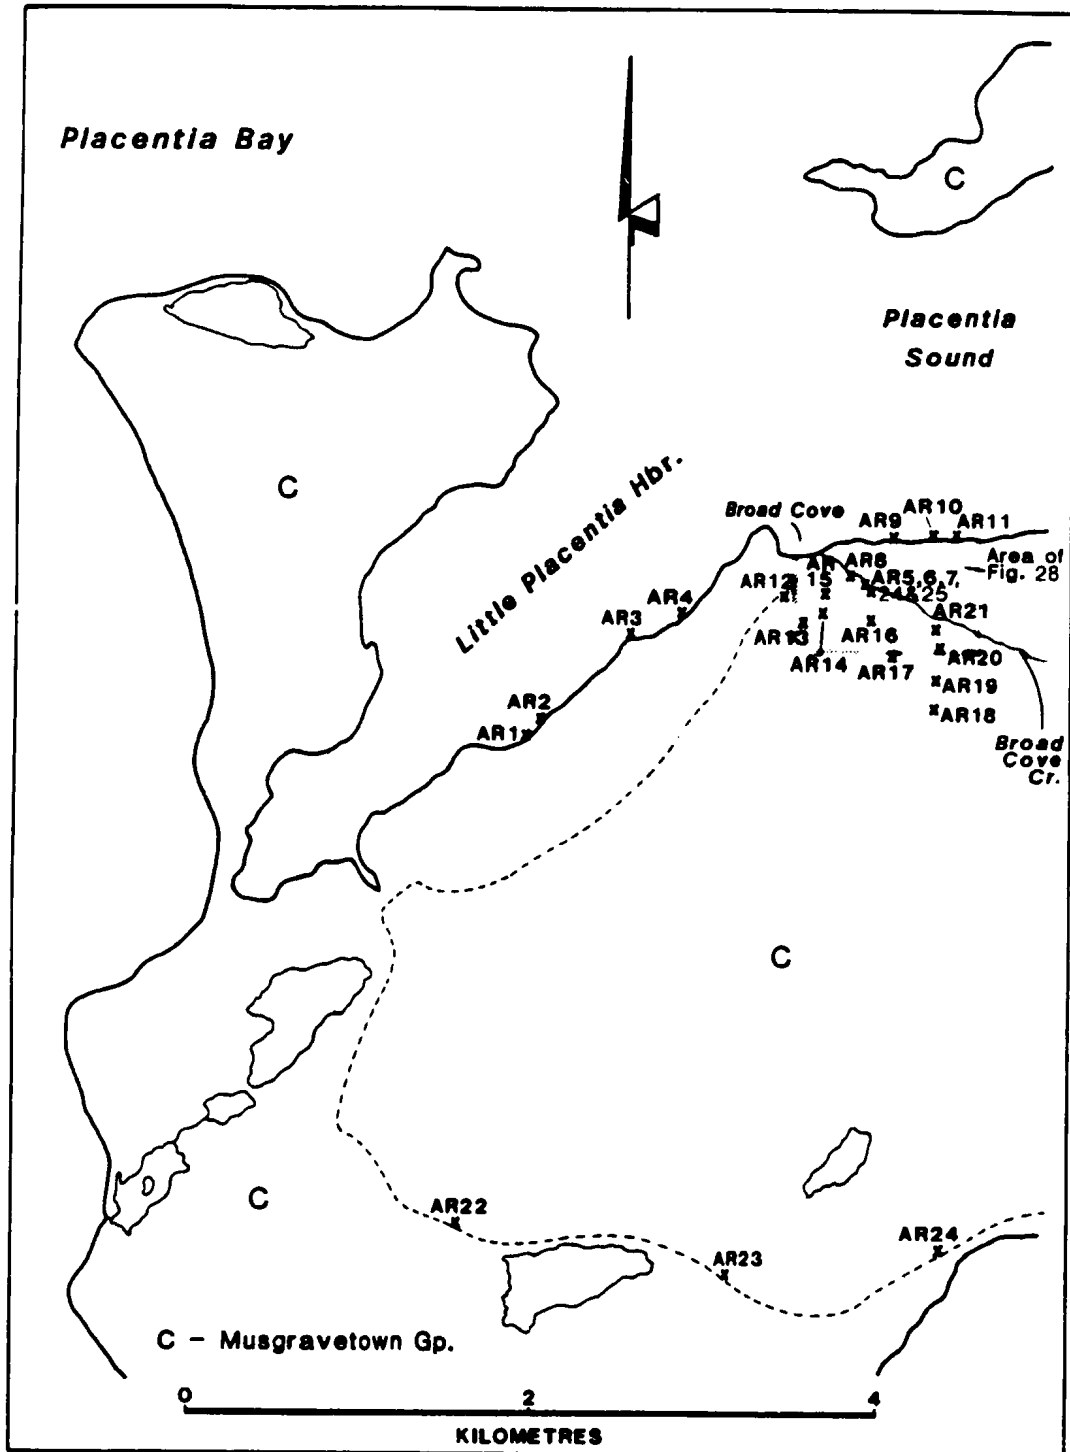 Placentia Bay
C
Placentia
Sound
C
Little Placentia Hbr.
Broad Cove
AR10
AR9
AR11
AR
AR8
Area of
Fig. 28
AR12
15
AR5,6,7,
24&25
AR4
AR3
AR21
AR13
AR16
AR14
AR17
AR20
AR19
AR18
AR2
AR1
Broad
Cove
Cr.
C
C
AR22
AR23
AR24
C – Musgravetown Gp.
0 2 4
KILOMETRES